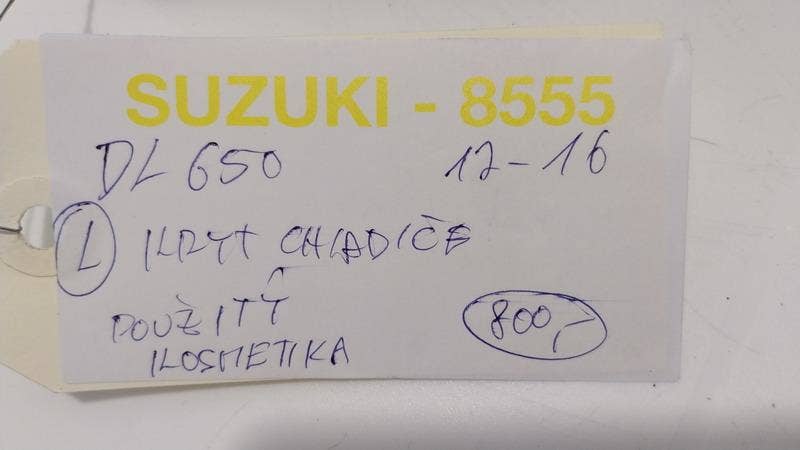 SUZUKI - 8555
DL 650 12-16
L KRYT CHLADIČE
POUŽITÝ 800,-
KOSMETIKA